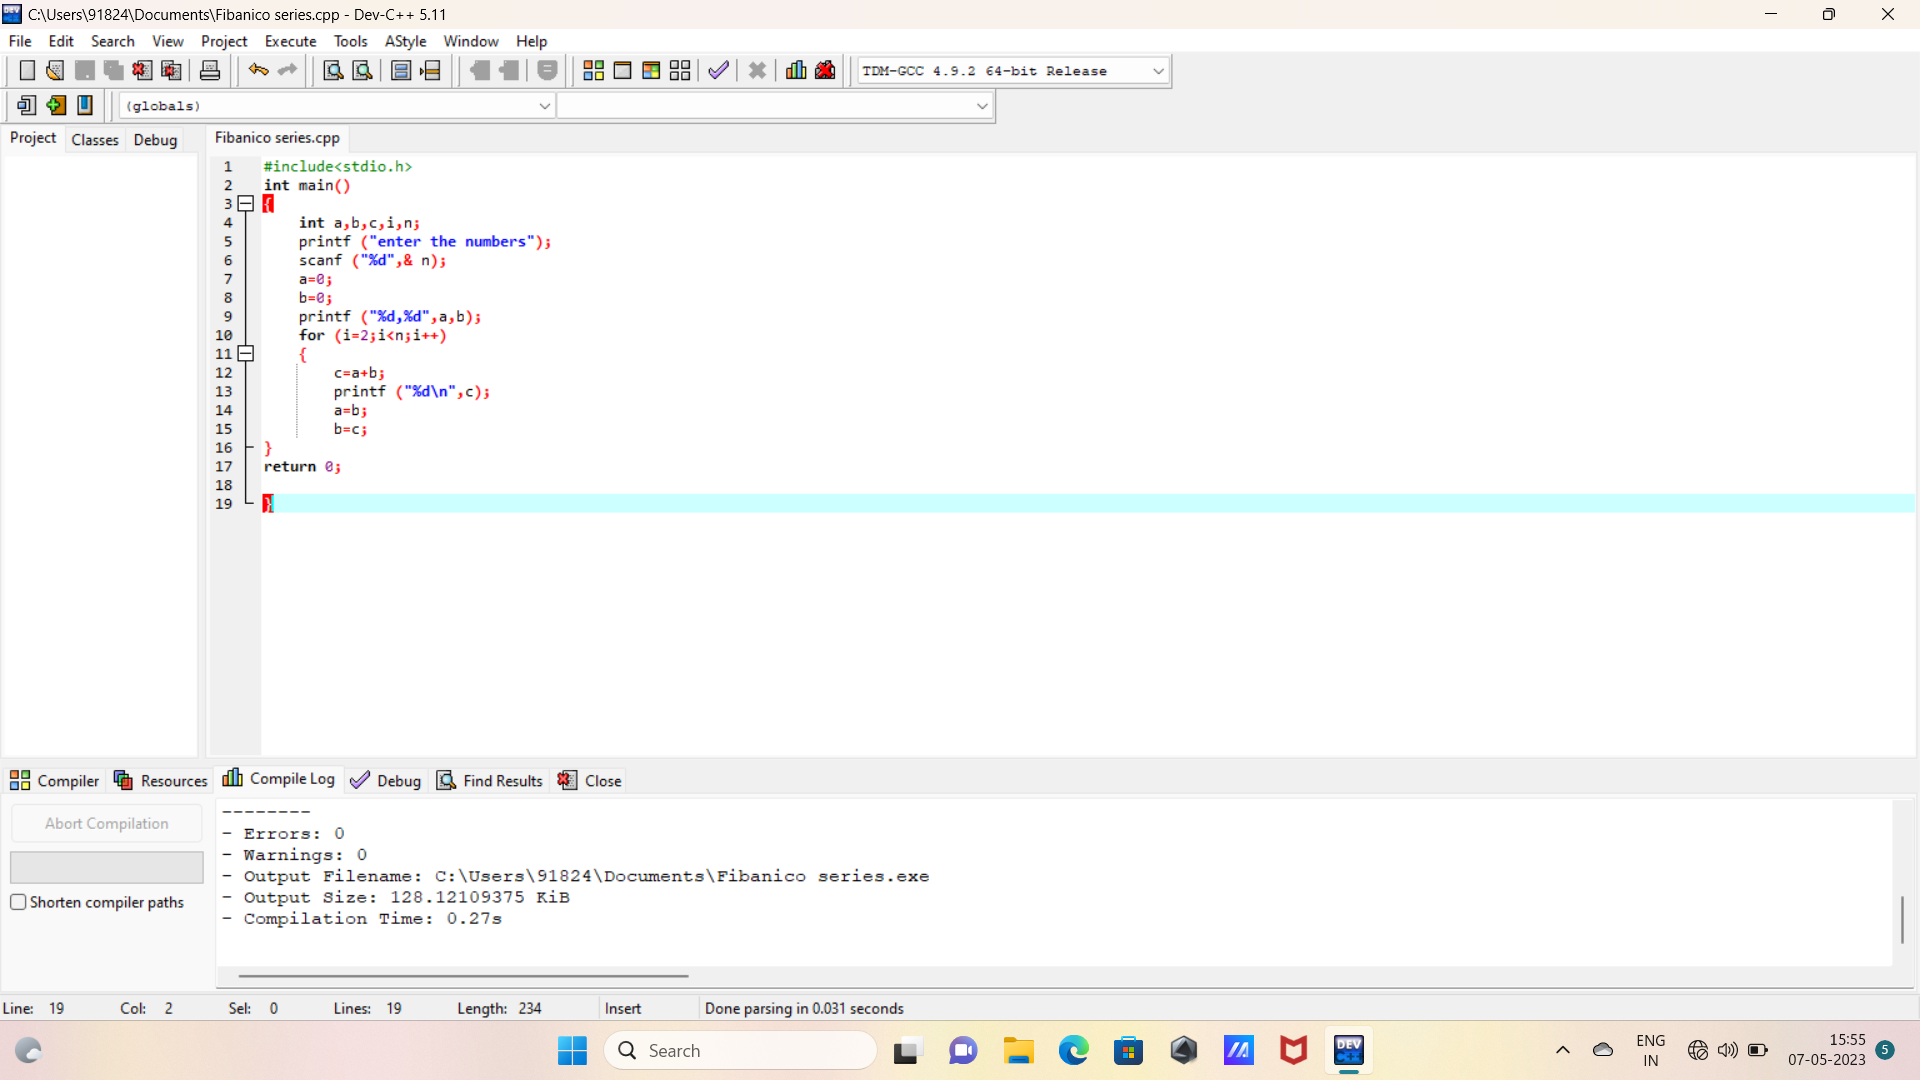 C:\Users\91824\Documents\Fibanico series.cpp - Dev-C++ 5.11
File Edit Search View Project Execute Tools AStyle Window Help
TDM-GCC 4.9.2 64-bit Release
(globals)
Project Classes Debug Fibanico series.cpp
1 #include<stdio.h>
2 int main()
3 {
4 int a,b,c,i,n;
5 printf ("enter the numbers");
6 scanf ("%d",& n);
7 a=0;
8 b=0;
9 printf ("%d,%d",a,b);
10 for (i=2;i<n;i++)
11 {
12 c=a+b;
13 printf ("%d\n",c);
14 a=b;
15 b=c;
16 }
17 return 0;
18
19 }
Compiler Resources Compile Log Debug Find Results Close
Abort Compilation
Shorten compiler paths
--------
- Errors: 0
- Warnings: 0
- Output Filename: C:\Users\91824\Documents\Fibanico series.exe
- Output Size: 128.12109375 KiB
- Compilation Time: 0.27s
Line: 19 Col: 2 Sel: 0 Lines: 19 Length: 234 Insert Done parsing in 0.031 seconds
Search
DEV C++
ENG
IN
15:55
07-05-2023
5